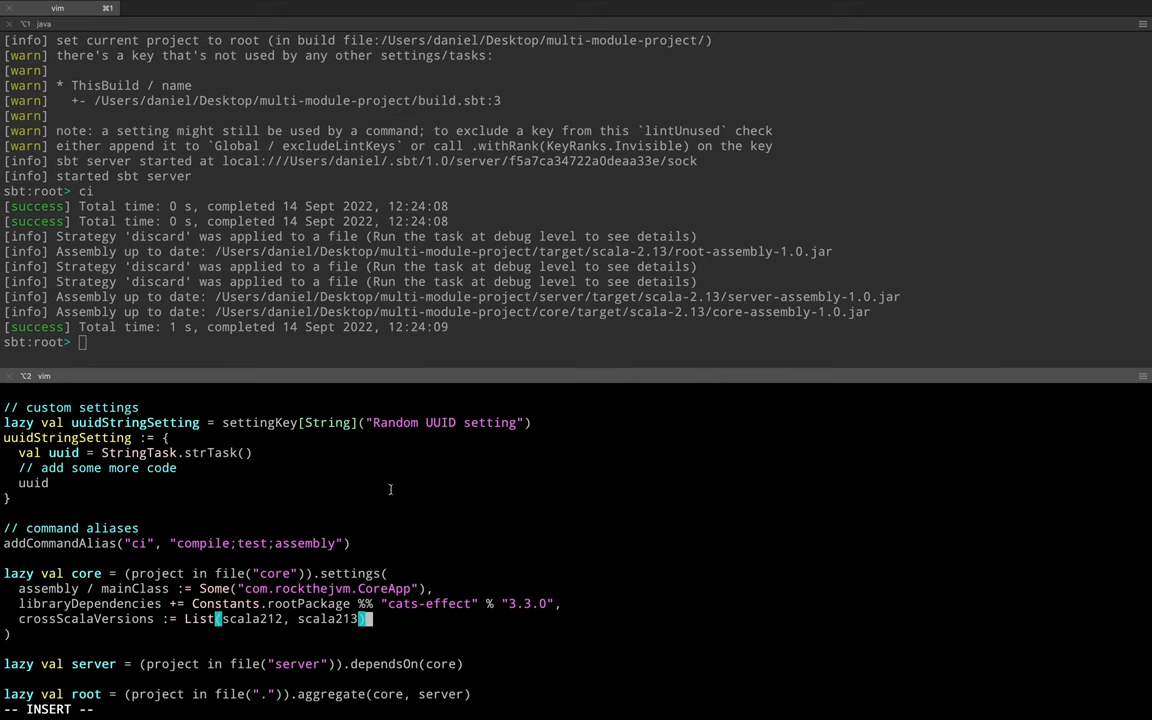 vim ⌘1
⌥1 java
[info] set current project to root (in build file:/Users/daniel/Desktop/multi-module-project/)
[warn] there's a key that's not used by any other settings/tasks:
[warn]
[warn] * ThisBuild / name
[warn]   +- /Users/daniel/Desktop/multi-module-project/build.sbt:3
[warn]
[warn] note: a setting might still be used by a command; to exclude a key from this `lintUnused` check
[warn] either append it to `Global / excludeLintKeys` or call .withRank(KeyRanks.Invisible) on the key
[info] sbt server started at local:///Users/daniel/.sbt/1.0/server/f5a7ca34722a0deaa33e/sock
[info] started sbt server
sbt:root> ci
[success] Total time: 0 s, completed 14 Sept 2022, 12:24:08
[success] Total time: 0 s, completed 14 Sept 2022, 12:24:08
[info] Strategy 'discard' was applied to a file (Run the task at debug level to see details)
[info] Assembly up to date: /Users/daniel/Desktop/multi-module-project/target/scala-2.13/root-assembly-1.0.jar
[info] Strategy 'discard' was applied to a file (Run the task at debug level to see details)
[info] Strategy 'discard' was applied to a file (Run the task at debug level to see details)
[info] Assembly up to date: /Users/daniel/Desktop/multi-module-project/server/target/scala-2.13/server-assembly-1.0.jar
[info] Assembly up to date: /Users/daniel/Desktop/multi-module-project/core/target/scala-2.13/core-assembly-1.0.jar
[success] Total time: 1 s, completed 14 Sept 2022, 12:24:09
sbt:root>
⌥2 vim
// custom settings
lazy val uuidStringSetting = settingKey[String]("Random UUID setting")
uuidStringSetting := {
  val uuid = StringTask.strTask()
  // add some more code
  uuid
}
// command aliases
addCommandAlias("ci", "compile;test;assembly")
lazy val core = (project in file("core")).settings(
  assembly / mainClass := Some("com.rockthejvm.CoreApp"),
  libraryDependencies += Constants.rootPackage %% "cats-effect" % "3.3.0",
  crossScalaVersions := List(scala212, scala213)
)
lazy val server = (project in file("server")).dependsOn(core)
lazy val root = (project in file(".")).aggregate(core, server)
-- INSERT --